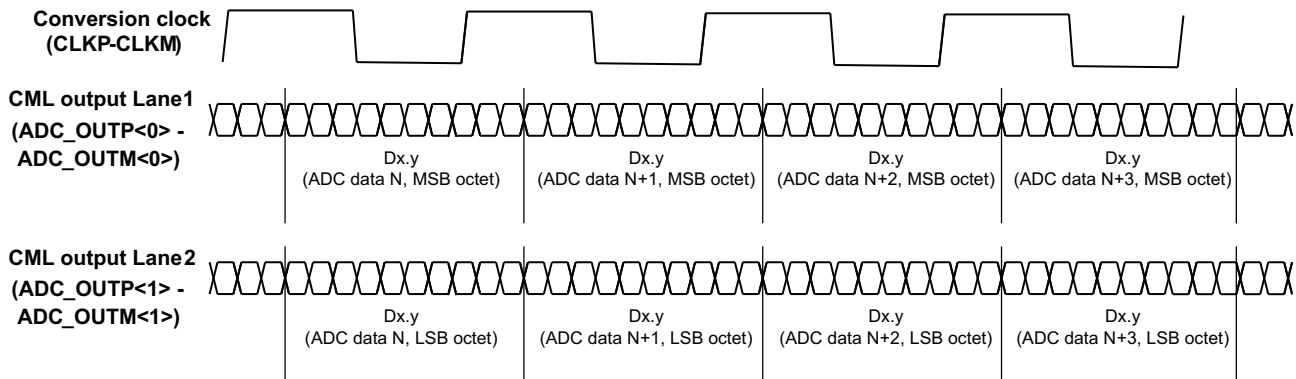 Conversion clock
(CLKP-CLKM)
CML output Lane1
(ADC_OUTP<0> -
ADC_OUTM<0>)
Dx.y
(ADC data N, MSB octet)
Dx.y
(ADC data N+1, MSB octet)
Dx.y
(ADC data N+2, MSB octet)
Dx.y
(ADC data N+3, MSB octet)
CML output Lane2
(ADC_OUTP<1> -
ADC_OUTM<1>)
Dx.y
(ADC data N, LSB octet)
Dx.y
(ADC data N+1, LSB octet)
Dx.y
(ADC data N+2, LSB octet)
Dx.y
(ADC data N+3, LSB octet)